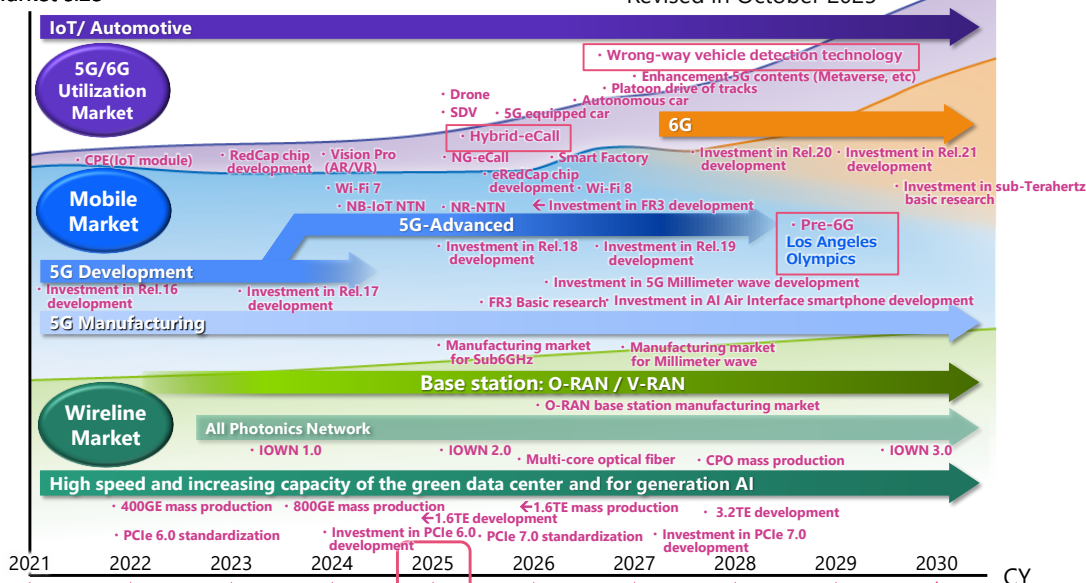 IoT/ Automotive
5G/6G
Utilization
Market
・Wrong-way vehicle detection technology
・Enhancement 5G contents (Metaverse, etc)
・Platoon drive of tracks
・Autonomous car
・Drone
・SDV
・5G equipped car
・Hybrid-eCall
6G
・CPE(IoT module)
・RedCap chip
development
・Vision Pro
(AR/VR)
・NG-eCall
・Smart Factory
・Investment in Rel.20
development
・Investment in Rel.21
development
・eRedCap chip
development
・Wi-Fi 8
・Wi-Fi 7
・Investment in sub-Terahertz
basic research
Mobile
Market
・NB-IoT NTN
・NR-NTN
←Investment in FR3 development
5G-Advanced
・Pre-6G
Los Angeles
Olympics
・Investment in Rel.18
development
・Investment in Rel.19
development
5G Development
・Investment in Rel.16
development
・Investment in Rel.17
development
・Investment in 5G Millimeter wave development
・FR3 Basic research
・Investment in AI Air Interface smartphone development
5G Manufacturing
・Manufacturing market
for Sub6GHz
・Manufacturing market
for Millimeter wave
Base station: O-RAN / V-RAN
Wireline
Market
・O-RAN base station manufacturing market
All Photonics Network
・IOWN 1.0
・IOWN 2.0
・IOWN 3.0
・Multi-core optical fiber
・CPO mass production
High speed and increasing capacity of the green data center and for generation AI
・400GE mass production
・800GE mass production
←1.6TE mass production
・3.2TE development
←1.6TE development
・PCIe 6.0 standardization
・Investment in PCIe 6.0
development
・PCIe 7.0 standardization
・Investment in PCIe 7.0
development
2021 2022 2023 2024 2025 2026 2027 2028 2029 2030
CY